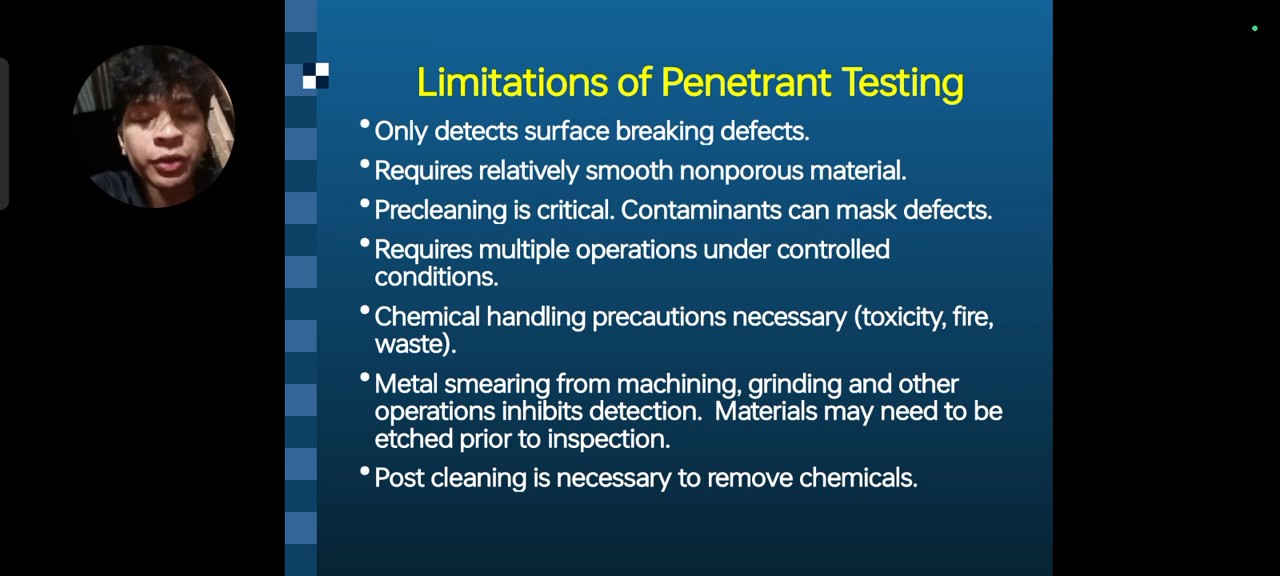 Limitations of Penetrant Testing
• Only detects surface breaking defects.
• Requires relatively smooth nonporous material.
• Precleaning is critical. Contaminants can mask defects.
• Requires multiple operations under controlled
conditions.
• Chemical handling precautions necessary (toxicity, fire,
waste).
• Metal smearing from machining, grinding and other
operations inhibits detection.  Materials may need to be
etched prior to inspection.
• Post cleaning is necessary to remove chemicals.